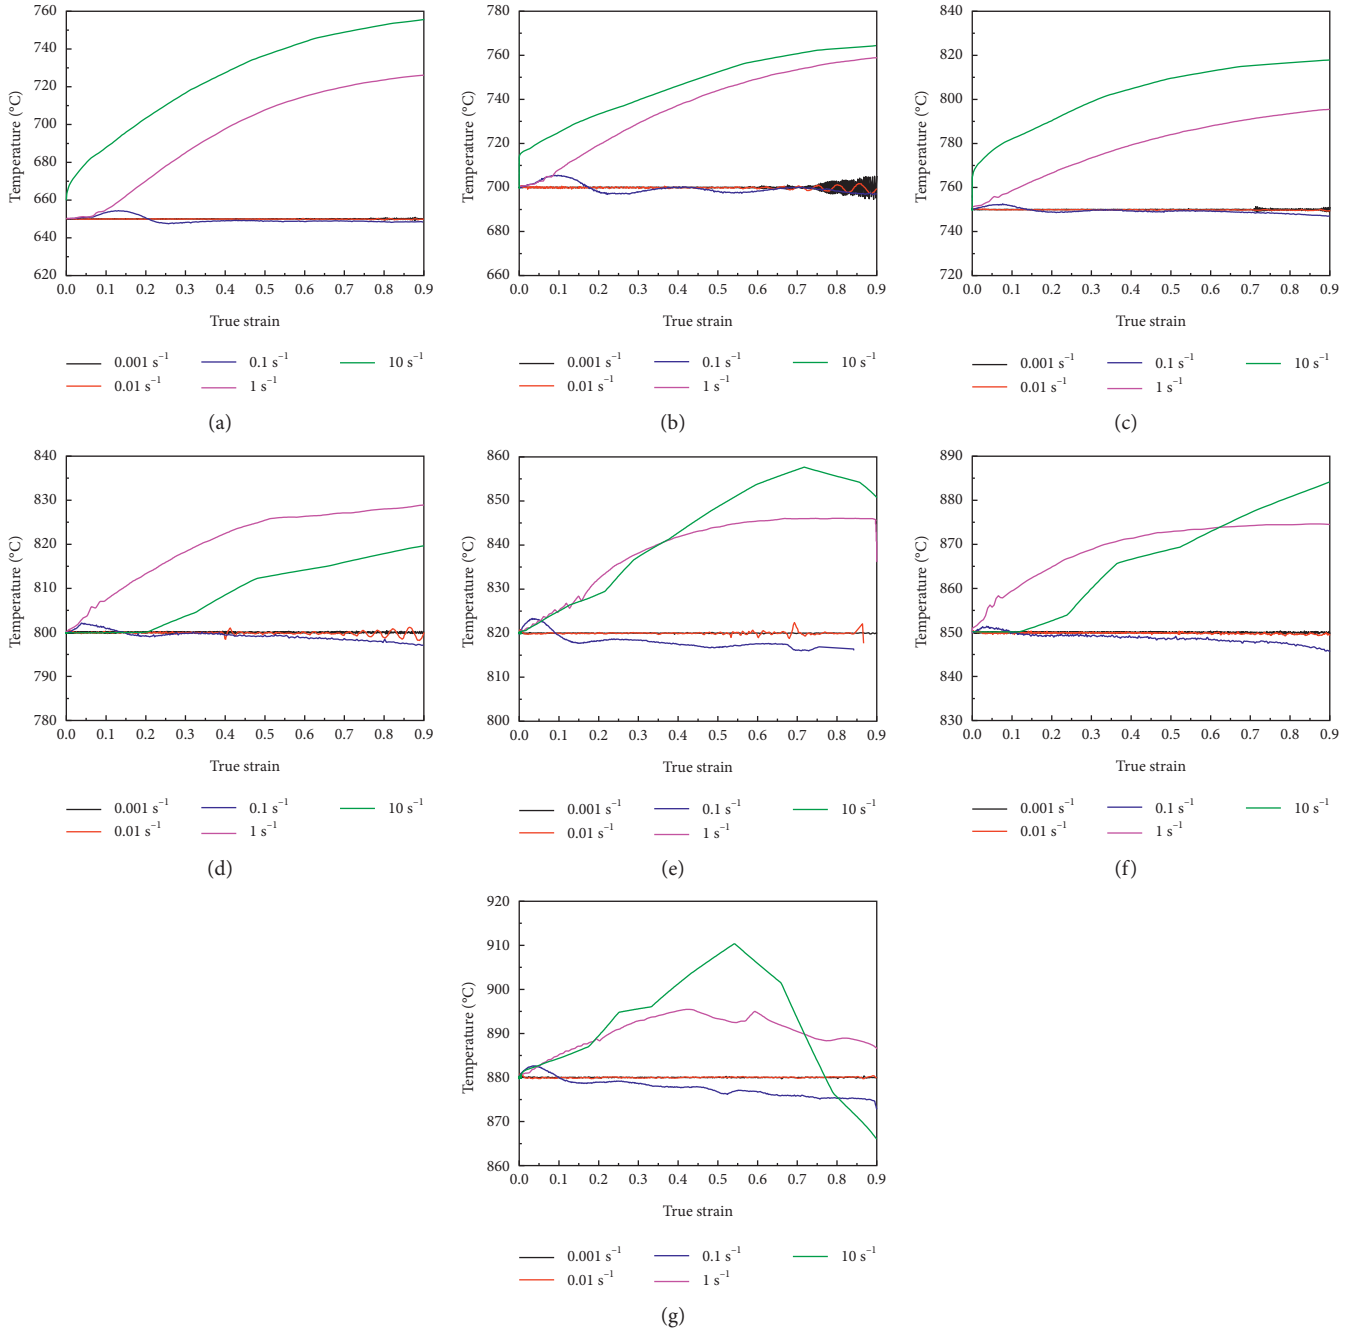 760
740
720
700
680
660
640
620
Temperature (°C)
0.0 0.1 0.2 0.3 0.4 0.5 0.6 0.7 0.8 0.9
True strain
0.001 s⁻¹ 0.1 s⁻¹ 10 s⁻¹
0.01 s⁻¹ 1 s⁻¹
(a)
780
760
740
720
700
680
660
Temperature (°C)
0.0 0.1 0.2 0.3 0.4 0.5 0.6 0.7 0.8 0.9
True strain
0.001 s⁻¹ 0.1 s⁻¹ 10 s⁻¹
0.01 s⁻¹ 1 s⁻¹
(b)
840
820
800
780
760
740
720
Temperature (°C)
0.0 0.1 0.2 0.3 0.4 0.5 0.6 0.7 0.8 0.9
True strain
0.001 s⁻¹ 0.1 s⁻¹ 10 s⁻¹
0.01 s⁻¹ 1 s⁻¹
(c)
840
830
820
810
800
790
780
Temperature (°C)
0.0 0.1 0.2 0.3 0.4 0.5 0.6 0.7 0.8 0.9
True strain
0.001 s⁻¹ 0.1 s⁻¹ 10 s⁻¹
0.01 s⁻¹ 1 s⁻¹
(d)
860
850
840
830
820
810
800
Temperature (°C)
0.0 0.1 0.2 0.3 0.4 0.5 0.6 0.7 0.8 0.9
True strain
0.001 s⁻¹ 0.1 s⁻¹ 10 s⁻¹
0.01 s⁻¹ 1 s⁻¹
(e)
890
880
870
860
850
840
830
Temperature (°C)
0.0 0.1 0.2 0.3 0.4 0.5 0.6 0.7 0.8 0.9
True strain
0.001 s⁻¹ 0.1 s⁻¹ 10 s⁻¹
0.01 s⁻¹ 1 s⁻¹
(f)
920
910
900
890
880
870
860
Temperature (°C)
0.0 0.1 0.2 0.3 0.4 0.5 0.6 0.7 0.8 0.9
True strain
0.001 s⁻¹ 0.1 s⁻¹ 10 s⁻¹
0.01 s⁻¹ 1 s⁻¹
(g)